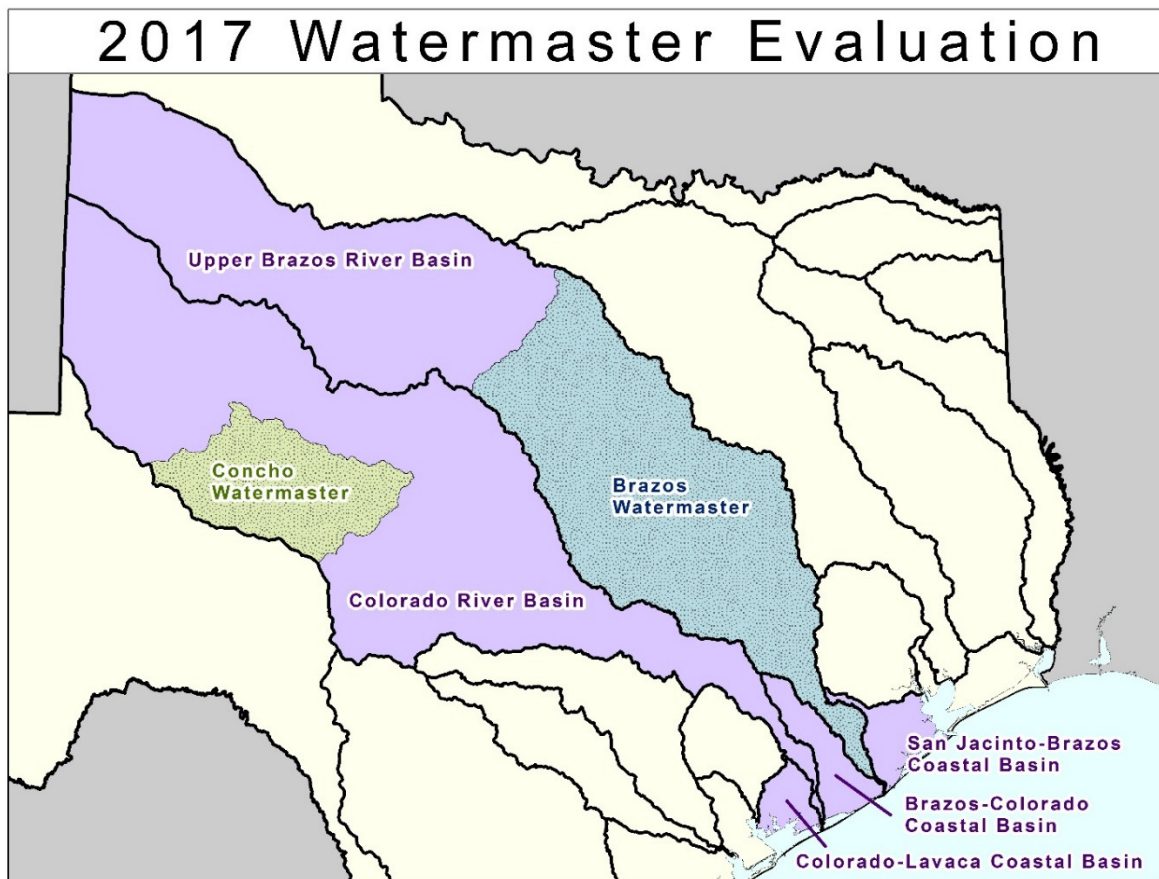 2017 Watermaster Evaluation
Upper Brazos River Basin
Concho
Watermaster
Brazos
Watermaster
Colorado River Basin
San Jacinto-Brazos
Coastal Basin
Brazos-Colorado
Coastal Basin
Colorado-Lavaca Coastal Basin